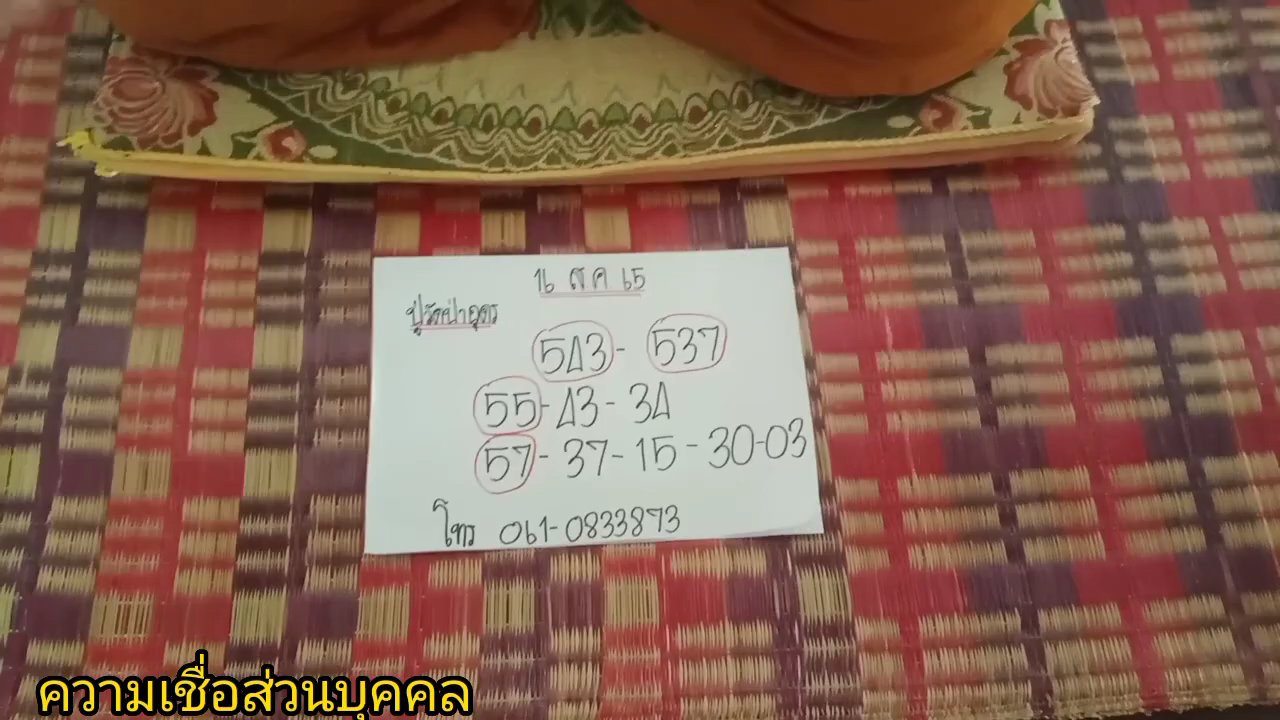 16 ส ค 65
ปู่วัดป่าอุดร
543 - 537
55 - 43 - 34
57 - 37 - 15 - 30 - 03
โทร 061-0833873
ความเชื่อส่วนบุคคล